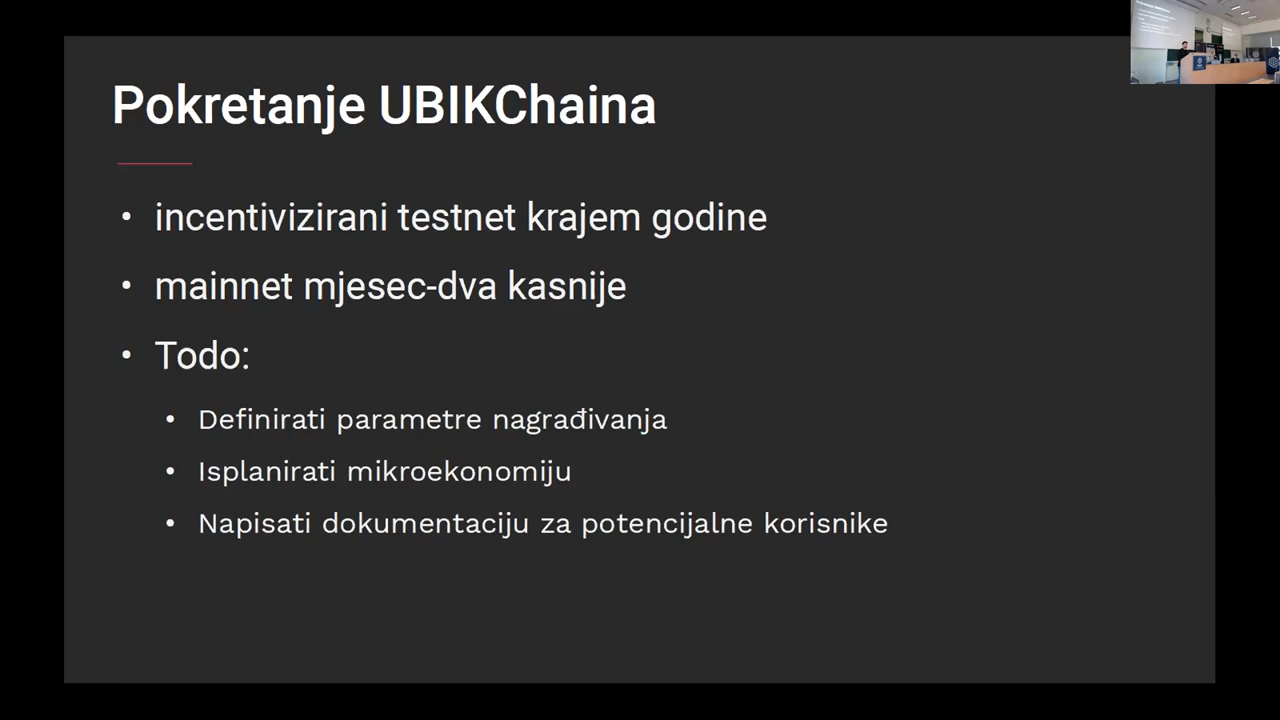 Pokretanje UBIKChaina
• incentivizirani testnet krajem godine
• mainnet mjesec-dva kasnije
• Todo:
• Definirati parametre nagrađivanja
• Isplanirati mikroekonomiju
• Napisati dokumentaciju za potencijalne korisnike